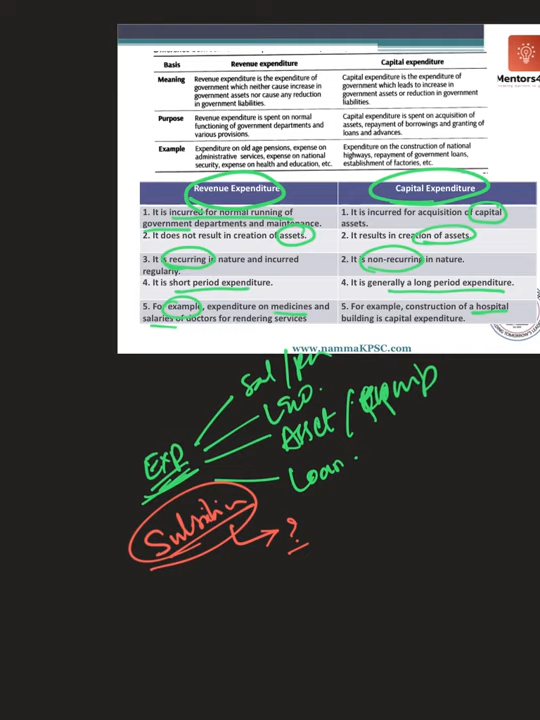 Basis Revenue expenditure Capital expenditure
Meaning Revenue expenditure is the expenditure of
government which neither cause increase in
government assets nor cause any reduction
in government liabilities.
Capital expenditure is the expenditure of
government which leads to increase in
government assets or reduction in government
liabilities.
Purpose Revenue expenditure is spent on normal
functioning of government departments and
various provisions.
Capital expenditure is spent on acquisition of
assets, repayment of borrowings and granting of
loans and advances.
Example Expenditure on old age pensions, expense on
administrative services, expense on national
security, expense on health and education, etc.
Expenditure on the construction of national
highways, repayment of government loans,
establishment of factories, etc.
Revenue Expenditure Capital Expenditure
1. It is incurred for normal running of
government departments and maintenance.
1. It is incurred for acquisition of capital
assets.
2. It does not result in creation of assets. 2. It results in creation of assets.
3. It is recurring in nature and incurred
regularly.
2. It is non-recurring in nature.
4. It is short period expenditure. 4. It is generally a long period expenditure.
5. For example, expenditure on medicines and
salaries of doctors for rendering services
5. For example, construction of a hospital
building is capital expenditure.
www.nammaKPSC.com
Mentors4
Sal /
Asset /
Exp
Loan.
?